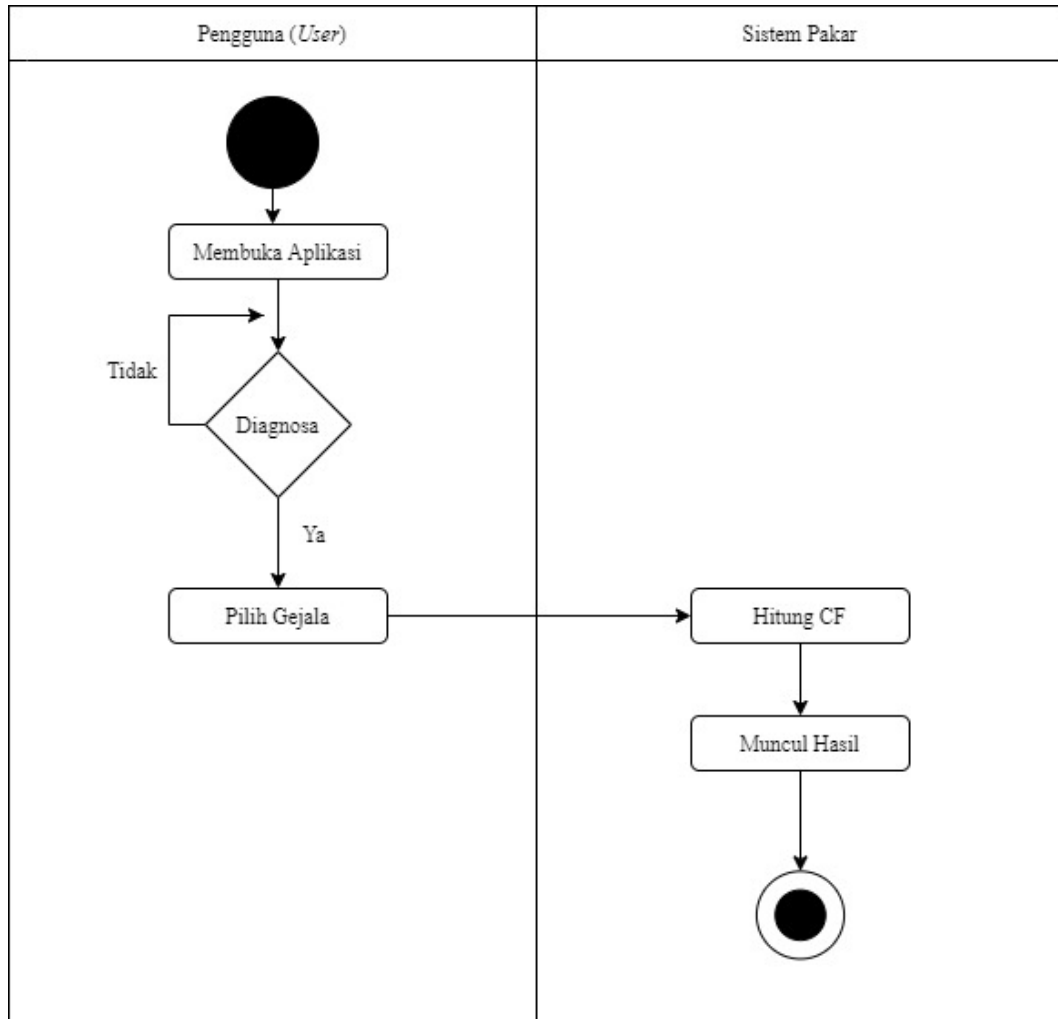 Pengguna (User)
Sistem Pakar
Membuka Aplikasi
Tidak
Diagnosa
Ya
Pilih Gejala
Hitung CF
Muncul Hasil